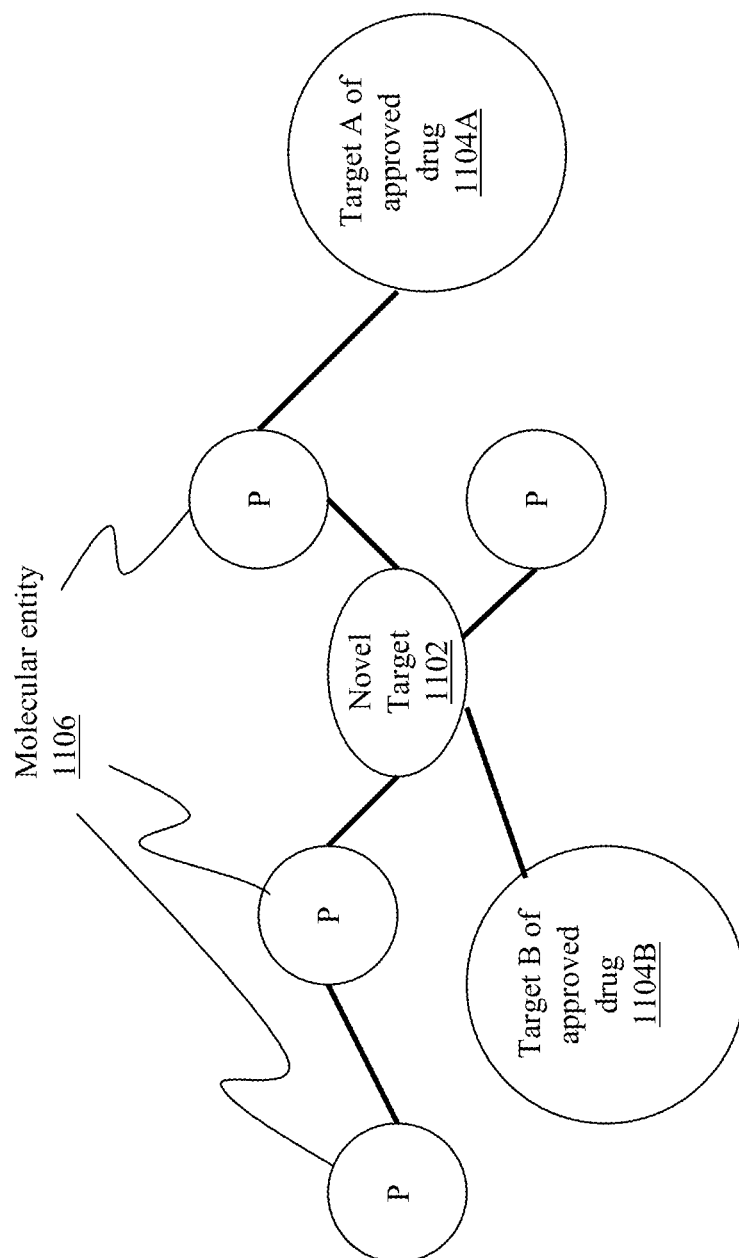 Molecular entity
1106
P
P
P
Novel
Target
1102
P
Target A of
approved
drug
1104A
Target B of
approved
drug
1104B